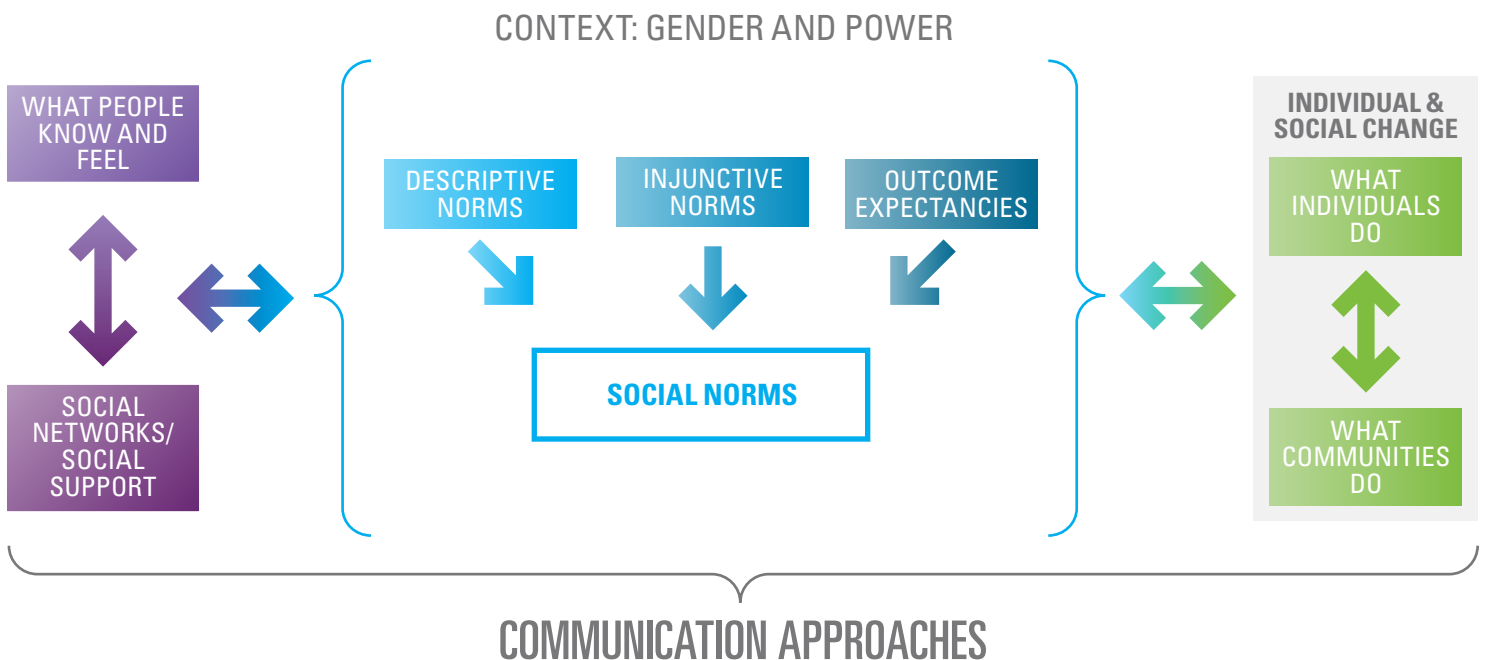 CONTEXT: GENDER AND POWER
WHAT PEOPLE
KNOW AND
FEEL
SOCIAL
NETWORKS/
SOCIAL
SUPPORT
DESCRIPTIVE
NORMS
INJUNCTIVE
NORMS
OUTCOME
EXPECTANCIES
SOCIAL NORMS
INDIVIDUAL &
SOCIAL CHANGE
WHAT
INDIVIDUALS
DO
WHAT
COMMUNITIES
DO
COMMUNICATION APPROACHES